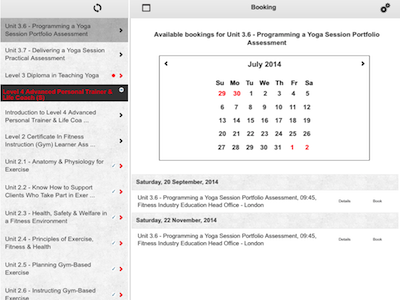 Unit 3.6 - Programming a Yoga
Session Portfolio Assessment
Unit 3.7 - Delivering a Yoga Session
Practical Assessment
Level 3 Diploma in Teaching Yoga
Level 4 Advanced Personal Trainer &
Life Coach (5)
Introduction to Level 4 Advanced
Personal Trainer & Life Coa ...
Level 2 Certificate In Fitness
Instruction (Gym) Learner Ass ...
Unit 2.1 - Anatomy & Physiology for
Exercise
Unit 2.2 - Know How to Support
Clients Who Take Part in Exer ...
Unit 2.3 - Health, Safety & Welfare in
a Fitness Environment
Unit 2.4 - Principles of Exercise,
Fitness & Health
Unit 2.5 - Planning Gym-Based
Exercise
Unit 2.6 - Instructing Gym-Based
Exercise
Booking
Available bookings for Unit 3.6 - Programming a Yoga Session Portfolio
Assessment
July 2014
Su Mo Tu We Th Fr Sa
29 30 1 2 3 4 5
6 7 8 9 10 11 12
13 14 15 16 17 18 19
20 21 22 23 24 25 26
27 28 29 30 31 1 2
Saturday, 20 September, 2014
Unit 3.6 - Programming a Yoga Session Portfolio Assessment, 09:45,
Fitness Industry Education Head Office - London
Details Book
Saturday, 22 November, 2014
Unit 3.6 - Programming a Yoga Session Portfolio Assessment, 09:45,
Fitness Industry Education Head Office - London
Details Book